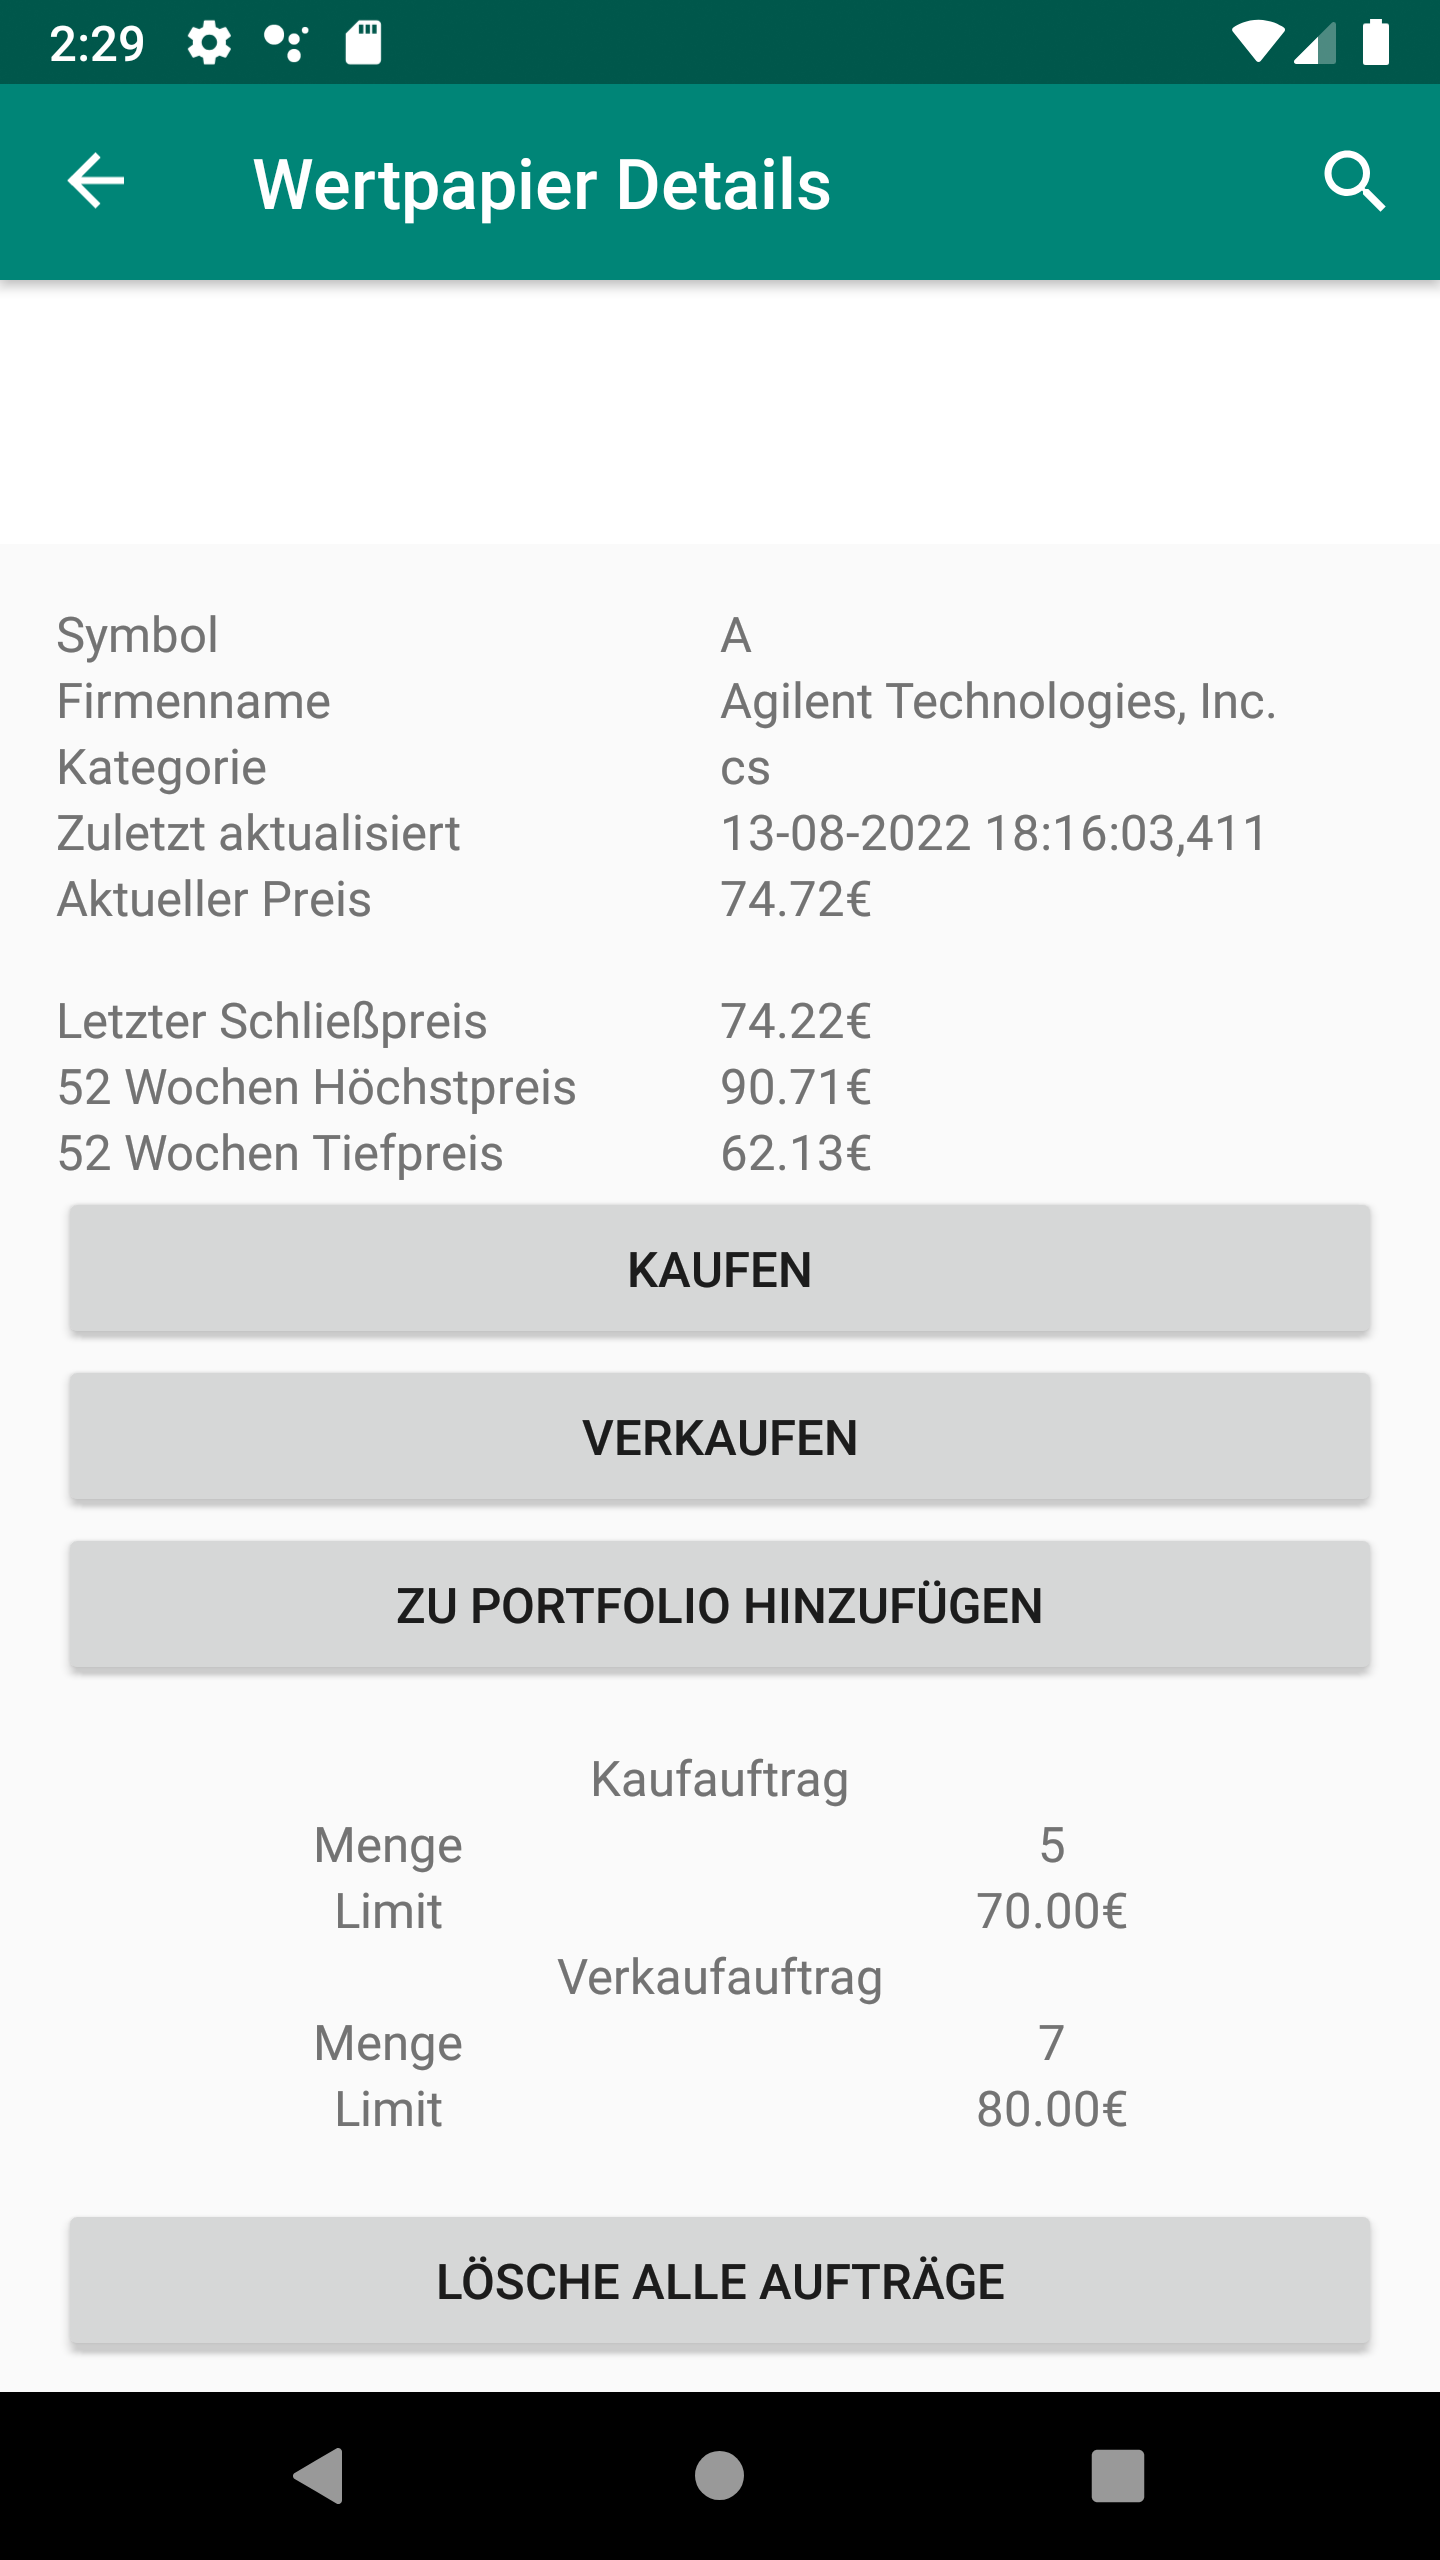 2:29
Wertpapier Details
Symbol A
Firmenname Agilent Technologies, Inc.
Kategorie cs
Zuletzt aktualisiert 13-08-2022 18:16:03,411
Aktueller Preis 74.72€
Letzter Schließpreis 74.22€
52 Wochen Höchstpreis 90.71€
52 Wochen Tiefpreis 62.13€
KAUFEN
VERKAUFEN
ZU PORTFOLIO HINZUFÜGEN
Kaufauftrag
Menge 5
Limit 70.00€
Verkaufauftrag
Menge 7
Limit 80.00€
LÖSCHE ALLE AUFTRÄGE